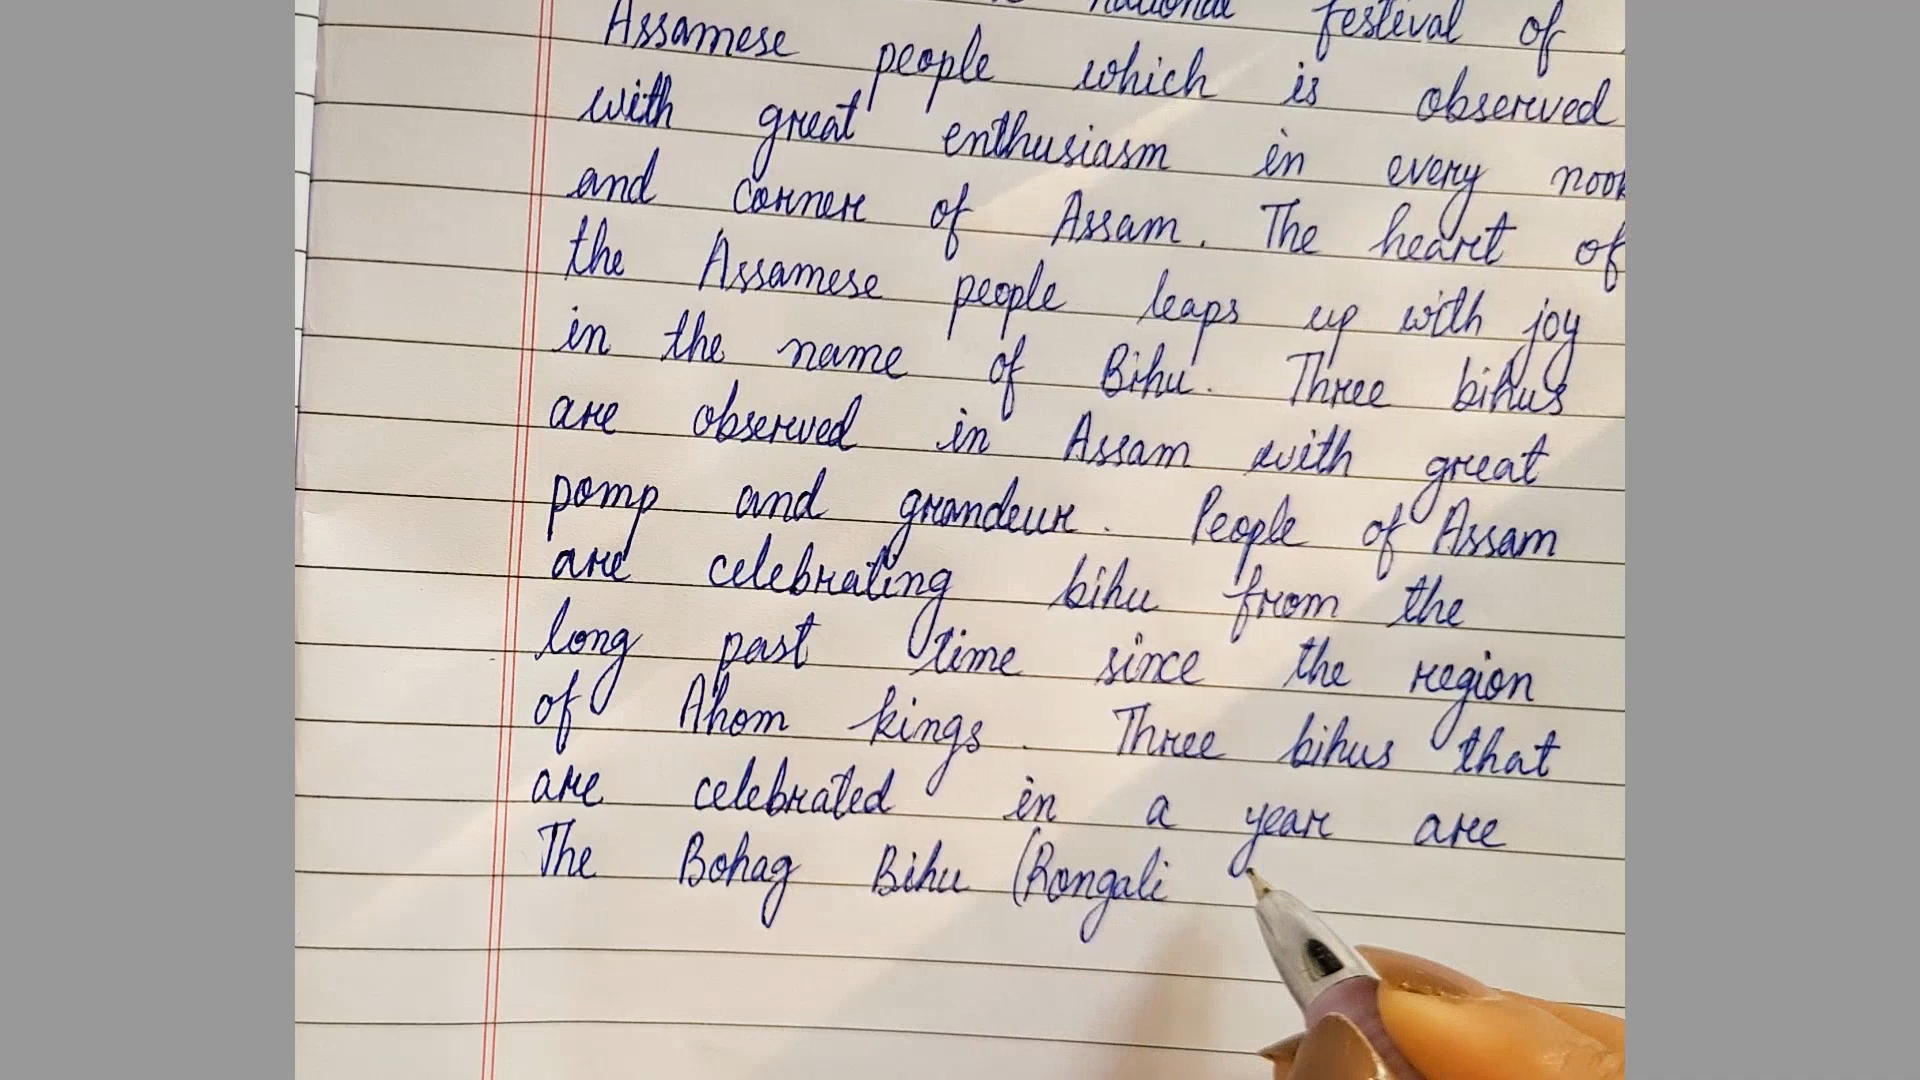 national festival of
Assamese people which is observed
with great enthusiasm in every nook
and corner of Assam. The heart of
the Assamese people leaps up with joy
in the name of Bihu. Three bihus
are observed in Assam with great
pomp and grandeur. People of Assam
are celebrating bihu from the
long past time since the region
of Ahom kings. Three bihus that
are celebrated in a year are
The Bohag Bihu (Rongali